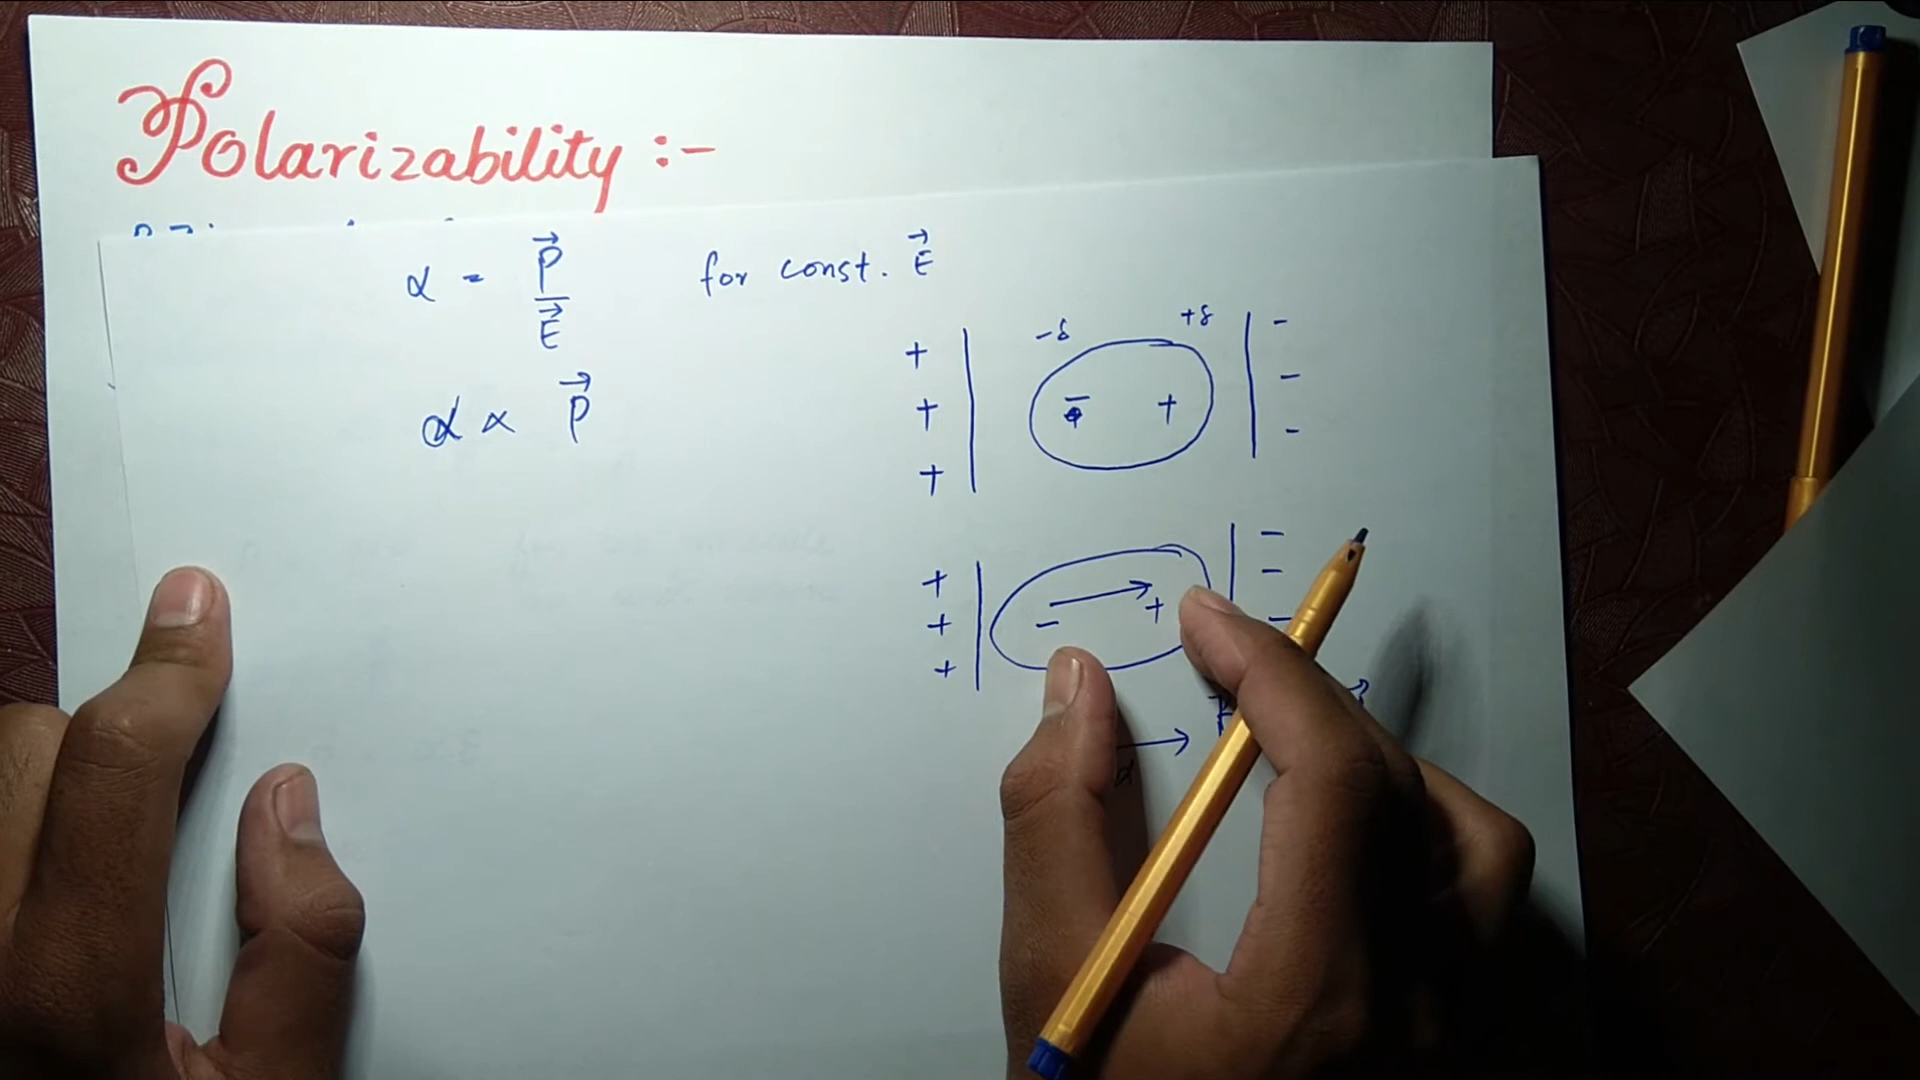 Polarizability :-
α = P⃗ / E⃗ for const. E⃗
α ∝ P⃗
-δ +δ
+ -
+ - + -
+ -
+ -
+ - + -
+ -
α